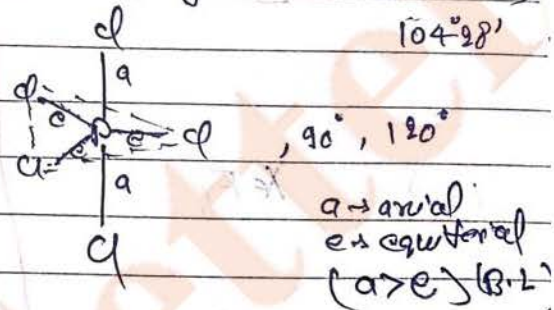 Cl
104°28'
a
Cl e P e Cl , 90°, 120°
Cl e
a
a → axial
e → equitorial
Cl
(a>e) (B.L)